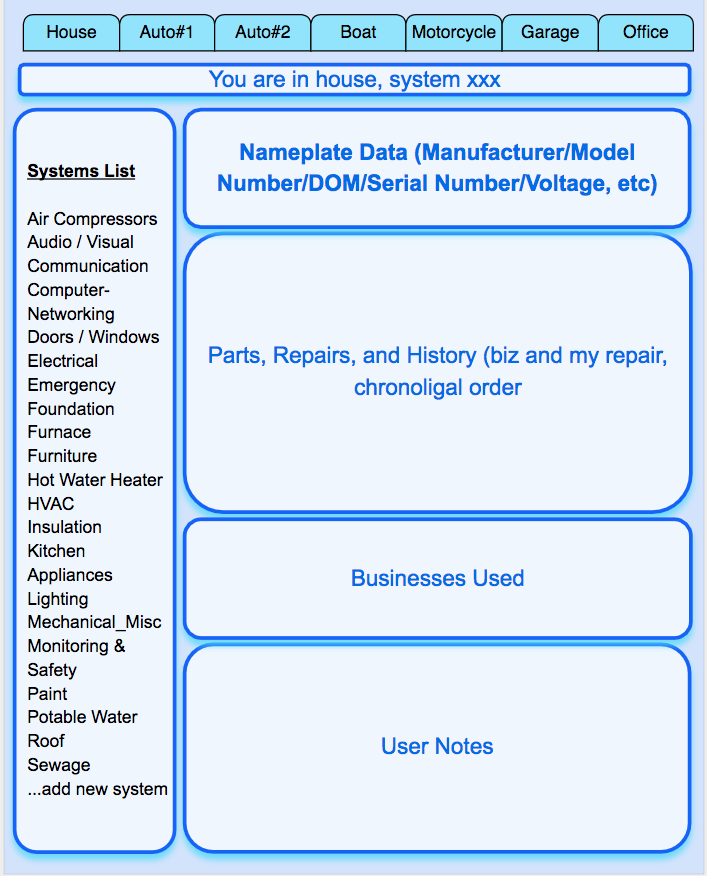 House Auto#1 Auto#2 Boat Motorcycle Garage Office
You are in house, system xxx
Systems List
Air Compressors
Audio / Visual
Communication
Computer-
Networking
Doors / Windows
Electrical
Emergency
Foundation
Furnace
Furniture
Hot Water Heater
HVAC
Insulation
Kitchen
Appliances
Lighting
Mechanical_Misc
Monitoring &
Safety
Paint
Potable Water
Roof
Sewage
...add new system
Nameplate Data (Manufacturer/Model
Number/DOM/Serial Number/Voltage, etc)
Parts, Repairs, and History (biz and my repair,
chronoligal order
Businesses Used
User Notes